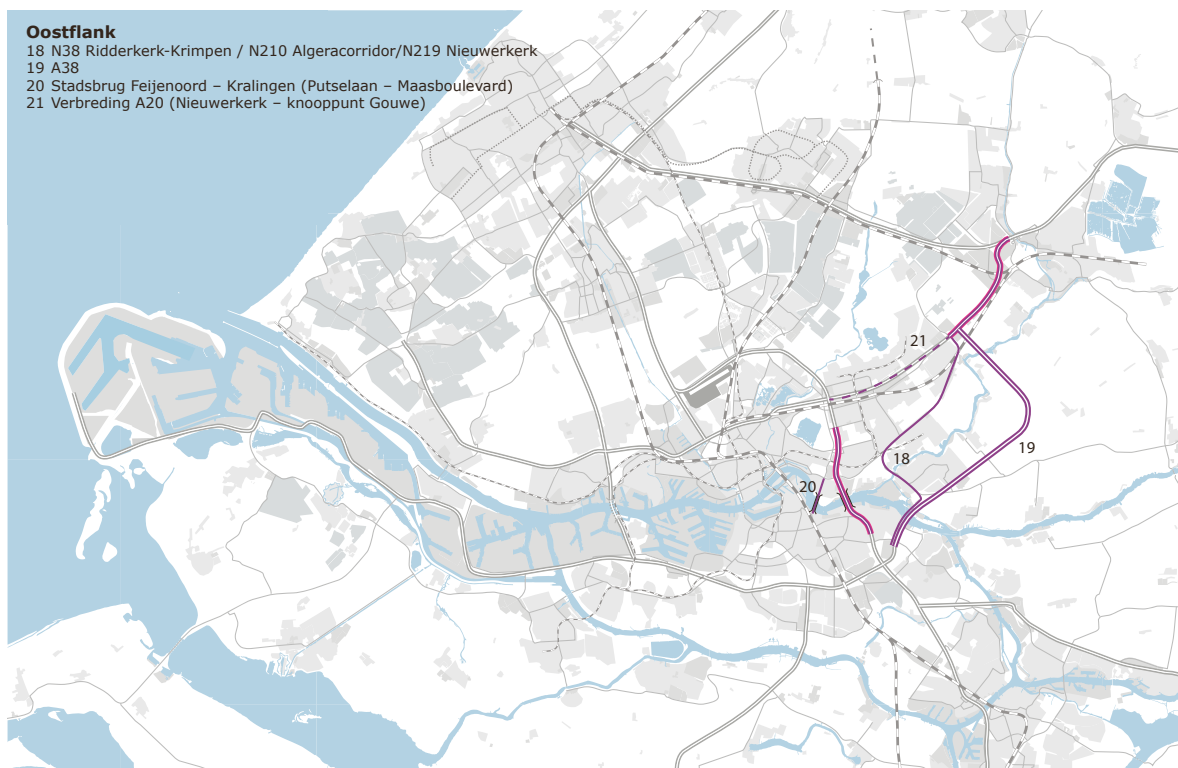 Oostflank
18 N38 Ridderkerk-Krimpen / N210 Algeracorridor/N219 Nieuwerkerk
19 A38
20 Stadsbrug Feijenoord – Kralingen (Putselaan – Maasboulevard)
21 Verbreding A20 (Nieuwerkerk – knooppunt Gouwe)
21
19
18
20